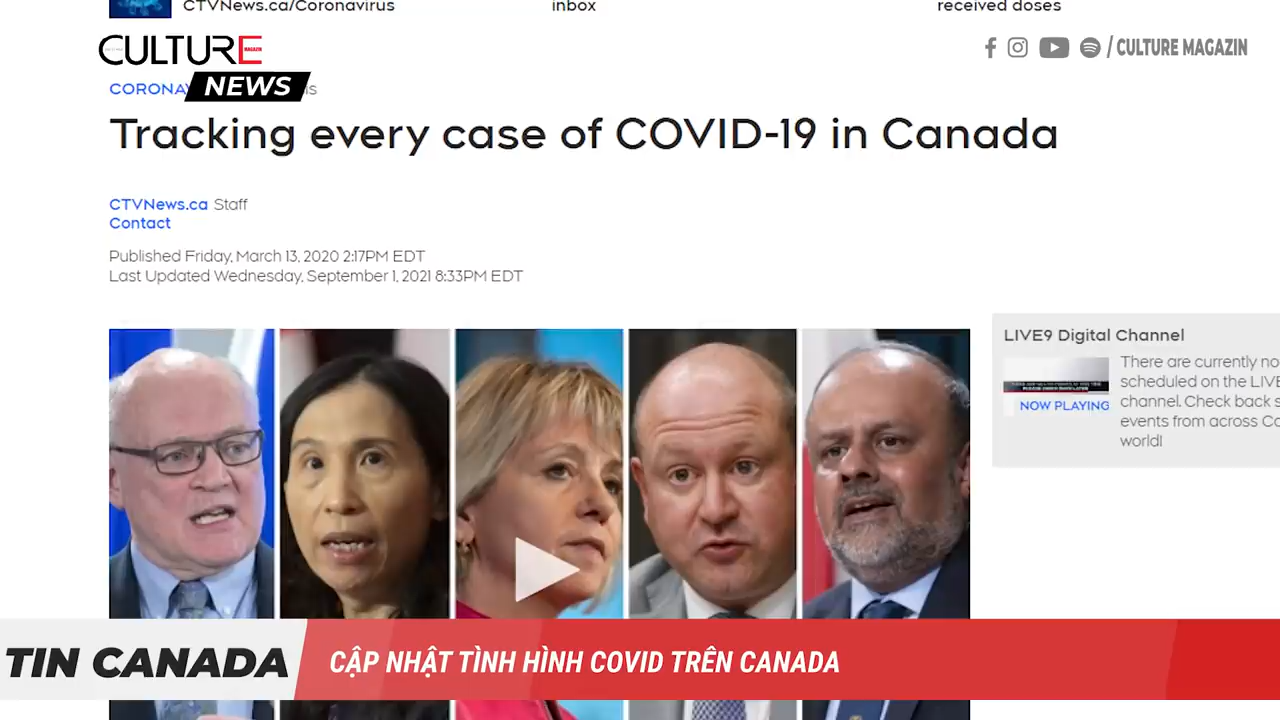 CTVNews.ca/Coronavirus
inbox
received doses
CULTURE
NEWS
/ CULTURE MAGAZIN
CORONAV is
Tracking every case of COVID-19 in Canada
CTVNews.ca Staff
Contact
Published Friday, March 13, 2020 2:17PM EDT
Last Updated Wednesday, September 1, 2021 8:33PM EDT
LIVE9 Digital Channel
There are currently no
scheduled on the LIVE
channel. Check back s
events from across Ca
world!
NOW PLAYING
TIN CANADA
CẬP NHẬT TÌNH HÌNH COVID TRÊN CANADA